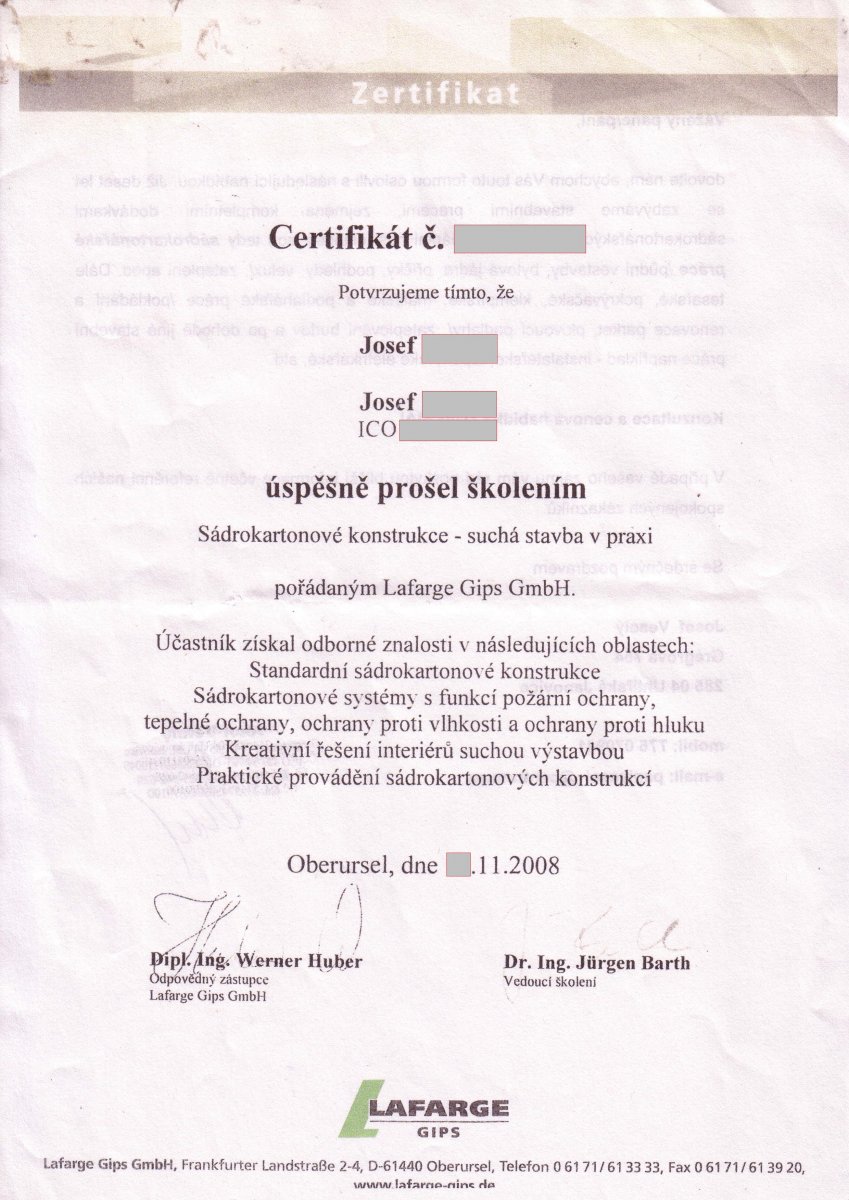 Zertifikat
Certifikát č.
Potvrzujeme tímto, že
Josef
Josef
ICO
úspěšně prošel školením
Sádrokartonové konstrukce - suchá stavba v praxi
pořádaným Lafarge Gips GmbH.
Účastník získal odborné znalosti v následujících oblastech:
Standardní sádrokartonové konstrukce
Sádrokartonové systémy s funkcí požární ochrany,
tepelné ochrany, ochrany proti vlhkosti a ochrany proti hluku
Kreativní řešení interiérů suchou výstavbou
Praktické provádění sádrokartonových konstrukcí
Oberursel, dne .11.2008
Dipl. Ing. Werner Huber
Odpovědný zástupce
Lafarge Gips GmbH
Dr. Ing. Jürgen Barth
Vedoucí školení
LAFARGE
GIPS
Lafarge Gips GmbH, Frankfurter Landstraße 2-4, D-61440 Oberursel, Telefon 0 61 71/ 61 33 33, Fax 0 61 71/ 61 39 20,
www.lafarge-gips.de